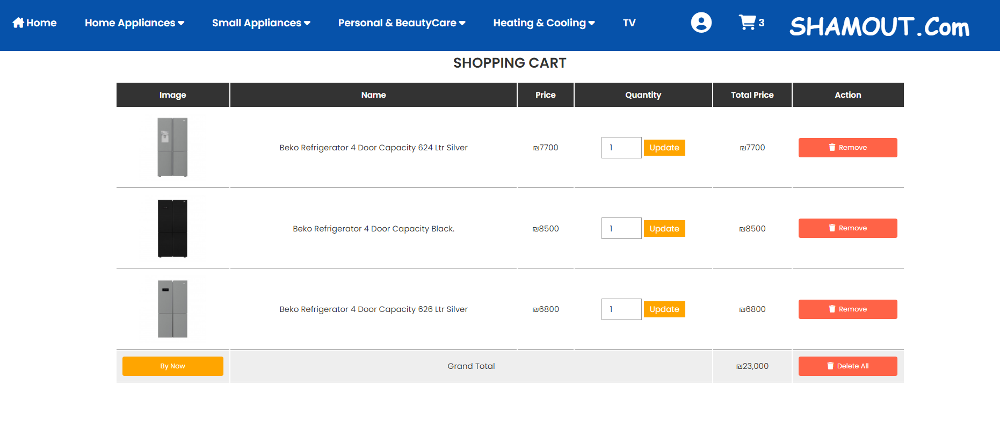 Home Home Appliances Small Appliances Personal & BeautyCare Heating & Cooling TV 3 SHAMOUT.Com
SHOPPING CART
Image Name Price Quantity Total Price Action
Beko Refrigerator 4 Door Capacity 624 Ltr Silver ₪7700 1 Update ₪7700 Remove
Beko Refrigerator 4 Door Capacity Black. ₪8500 1 Update ₪8500 Remove
Beko Refrigerator 4 Door Capacity 626 Ltr Silver ₪6800 1 Update ₪6800 Remove
By Now Grand Total ₪23,000 Delete All